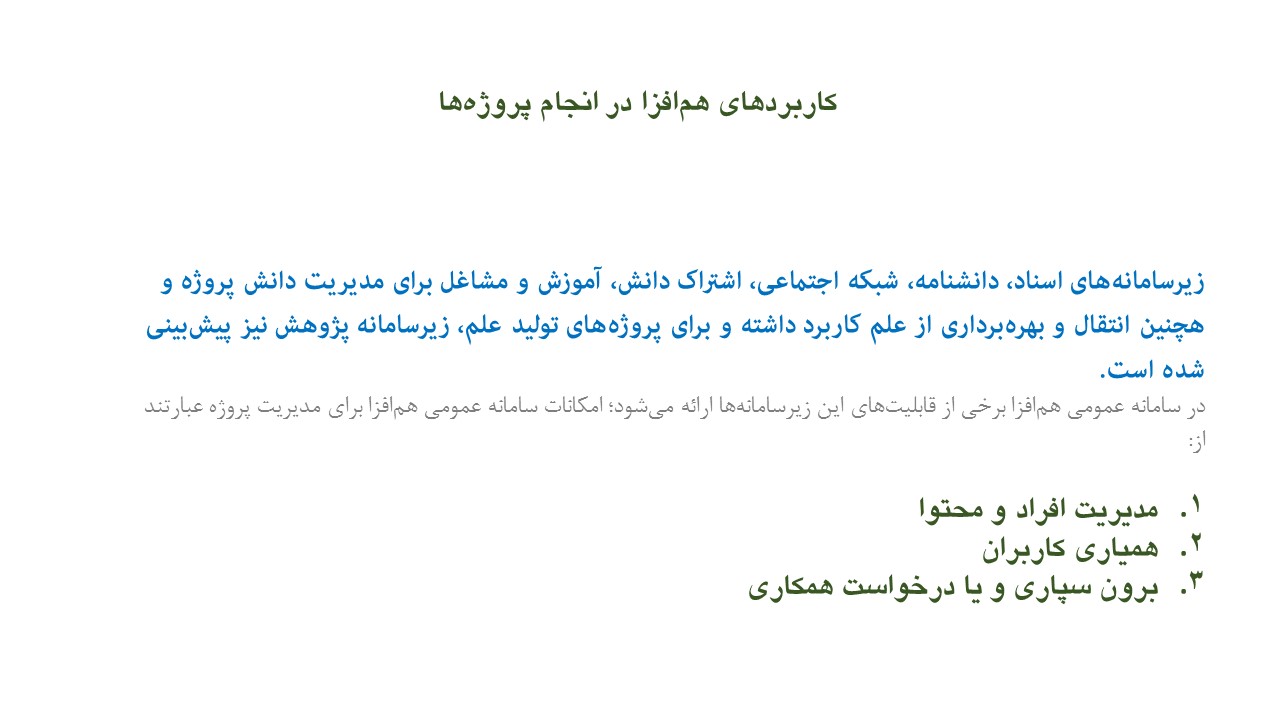 کاربردهای هم‌افزا در انجام پروژه‌ها
زیرسامانه‌های اسناد، دانشنامه، شبکه اجتماعی، اشتراک دانش، آموزش و مشاغل برای مدیریت دانش پروژه و
هچنین انتقال و بهره‌برداری از علم کاربرد داشته و برای پروژه‌های تولید علم، زیرسامانه پژوهش نیز پیش‌بینی
شده است.
در سامانه عمومی هم‌افزا برخی از قابلیت‌های این زیرسامانه‌ها ارائه می‌شود؛ امکانات سامانه عمومی هم‌افزا برای مدیریت پروژه عبارتند
از:
۱. مدیریت افراد و محتوا
۲. همیاری کاربران
۳. برون سپاری و یا درخواست همکاری